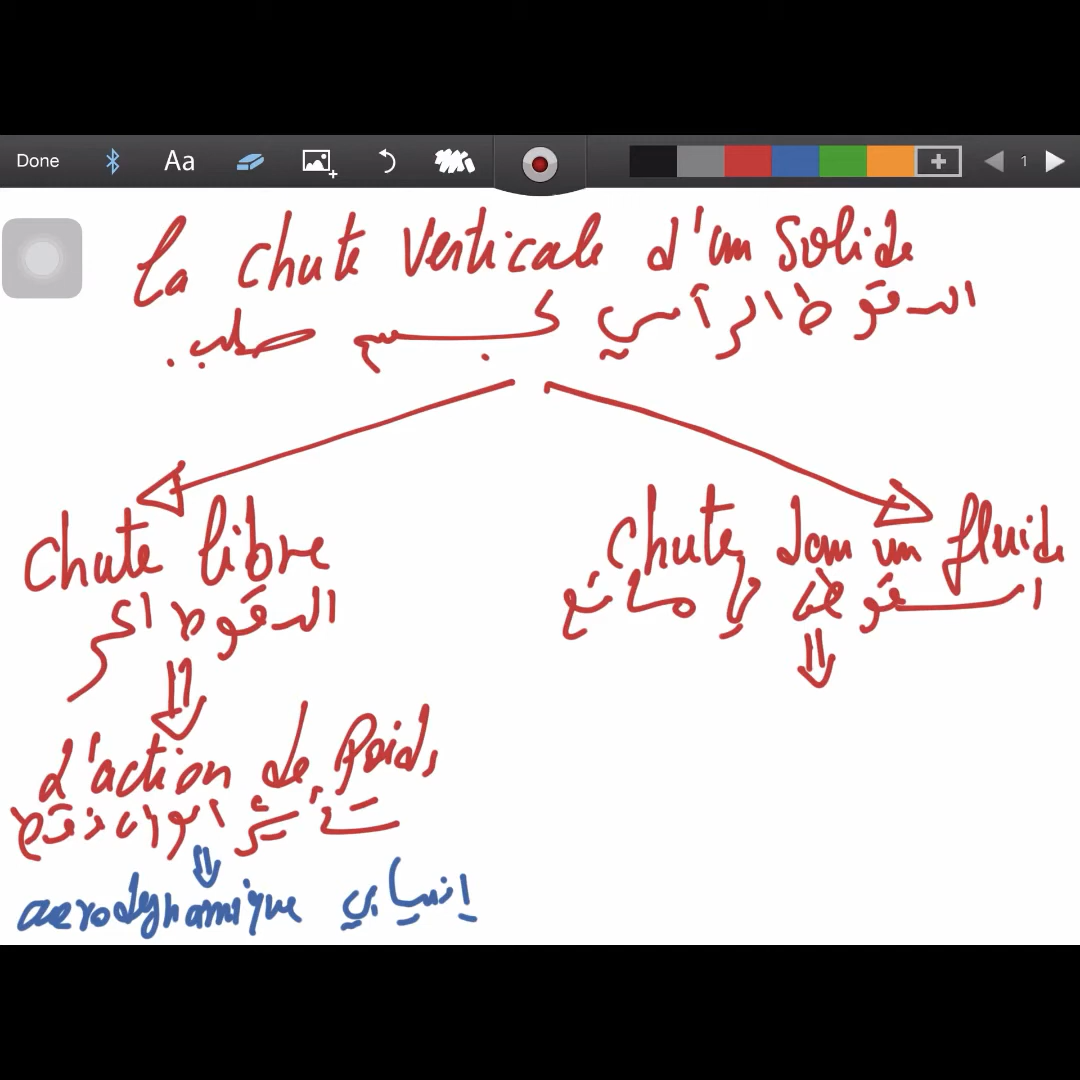 Done Aa 1
La chute verticale d'un solide
السقوط الرأسي لجسم صلب
Chute libre
السقوط الحر
d'action de Poids
تحت تأثير الوزن فقط
aerodynamique انسيابي
Chute dans un fluide
السقوط في مائع